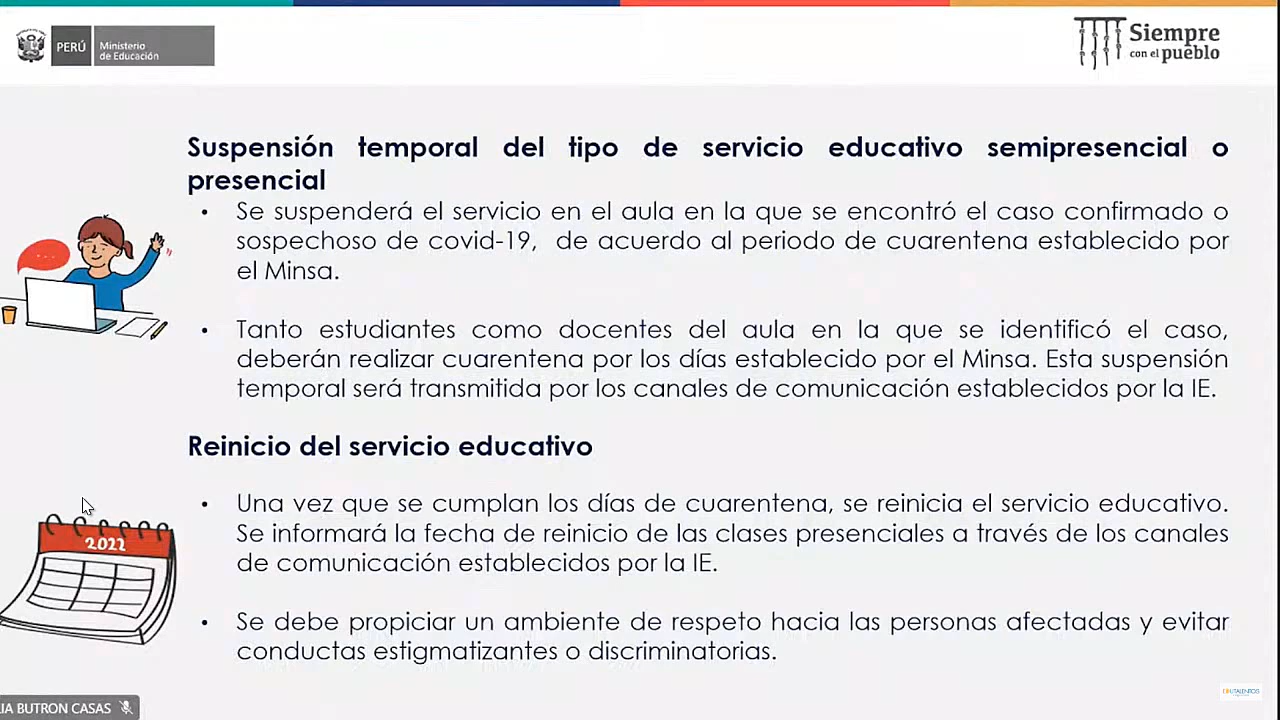 PERÚ
Ministerio
de Educación
Siempre
con el pueblo
Suspensión temporal del tipo de servicio educativo semipresencial o
presencial
• Se suspenderá el servicio en el aula en la que se encontró el caso confirmado o
sospechoso de covid-19, de acuerdo al periodo de cuarentena establecido por
el Minsa.
• Tanto estudiantes como docentes del aula en la que se identificó el caso,
deberán realizar cuarentena por los días establecido por el Minsa. Esta suspensión
temporal será transmitida por los canales de comunicación establecidos por la IE.
Reinicio del servicio educativo
• Una vez que se cumplan los días de cuarentena, se reinicia el servicio educativo.
Se informará la fecha de reinicio de las clases presenciales a través de los canales
de comunicación establecidos por la IE.
2022
• Se debe propiciar un ambiente de respeto hacia las personas afectadas y evitar
conductas estigmatizantes o discriminatorias.
LIA BUTRON CASAS